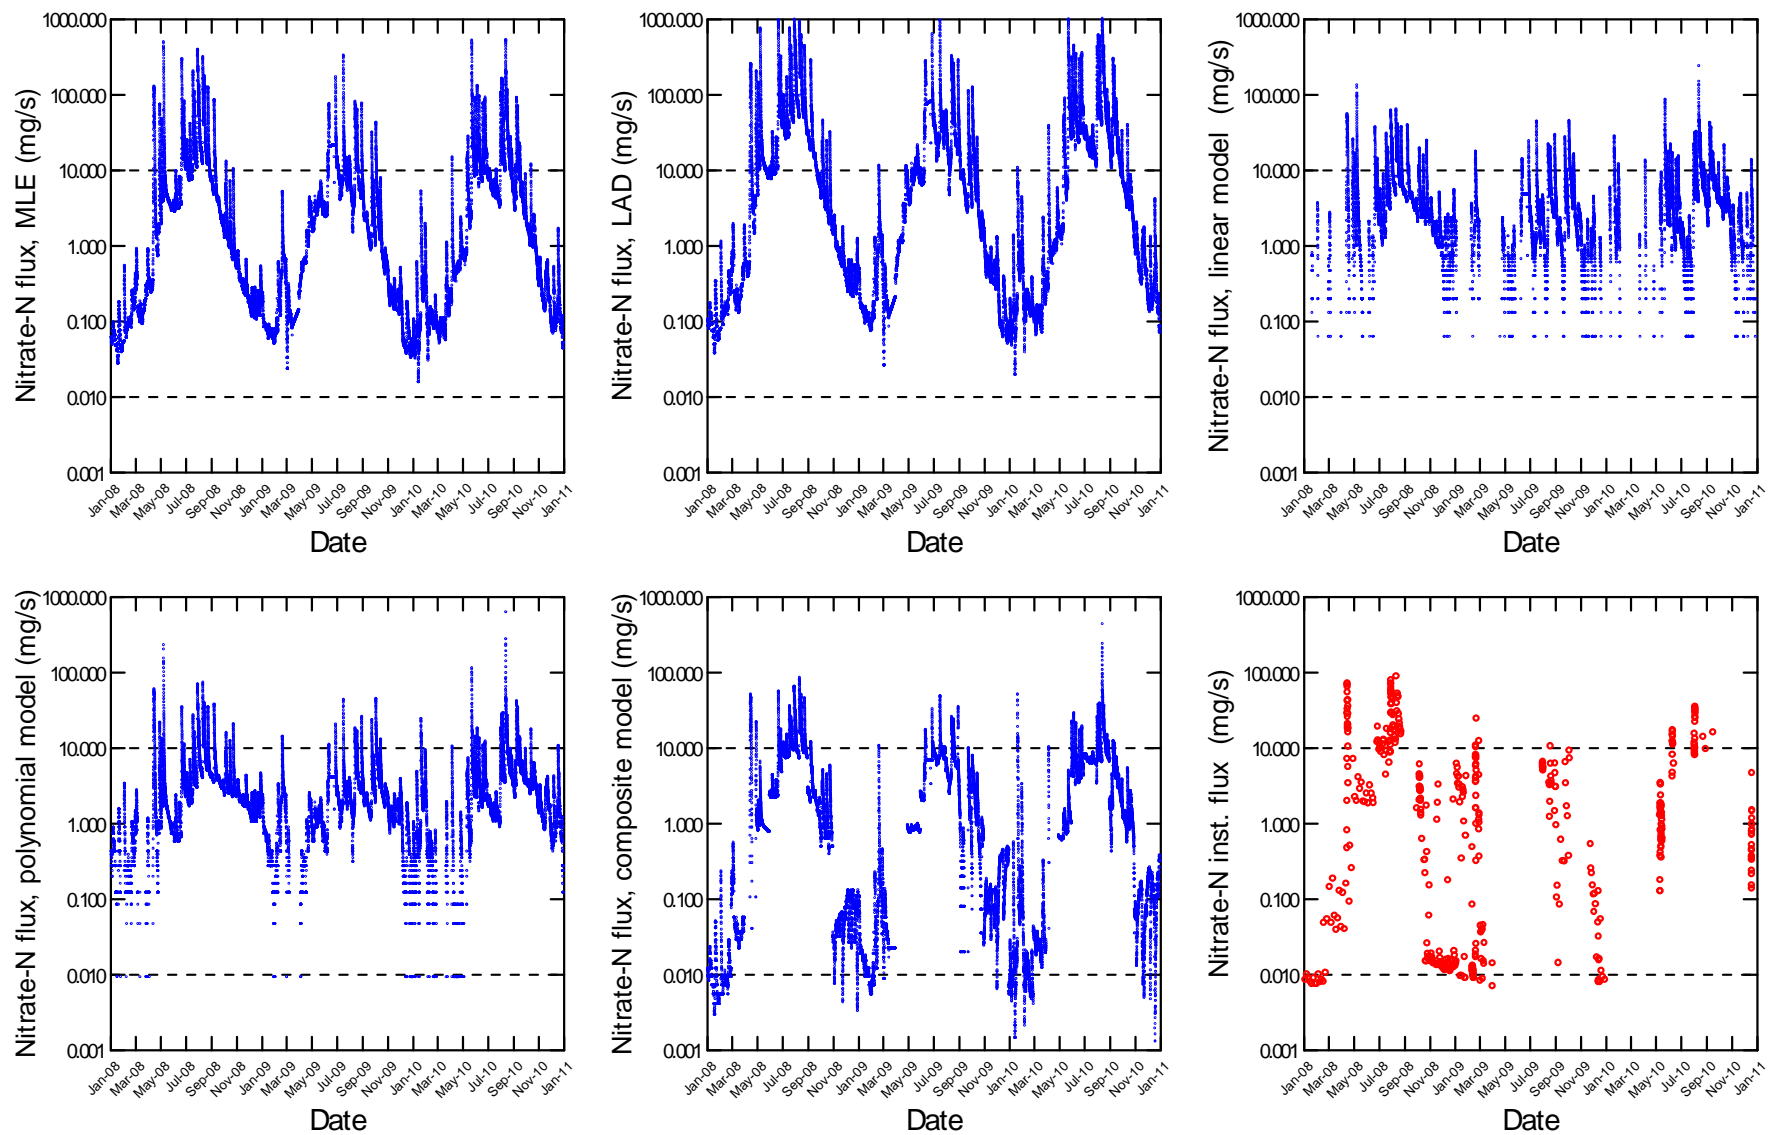 Nitrate-N flux, MLE (mg/s)
1000.000
100.000
10.000
1.000
0.100
0.010
0.001
Jan-08
Mar-08
May-08
Jul-08
Sep-08
Nov-08
Jan-09
Mar-09
May-09
Jul-09
Sep-09
Nov-09
Jan-10
Mar-10
May-10
Jul-10
Sep-10
Nov-10
Jan-11
Date
Nitrate-N flux, LAD (mg/s)
1000.000
100.000
10.000
1.000
0.100
0.010
0.001
Jan-08
Mar-08
May-08
Jul-08
Sep-08
Nov-08
Jan-09
Mar-09
May-09
Jul-09
Sep-09
Nov-09
Jan-10
Mar-10
May-10
Jul-10
Sep-10
Nov-10
Jan-11
Date
Nitrate-N flux, linear model (mg/s)
1000.000
100.000
10.000
1.000
0.100
0.010
0.001
Jan-08
Mar-08
May-08
Jul-08
Sep-08
Nov-08
Jan-09
Mar-09
May-09
Jul-09
Sep-09
Nov-09
Jan-10
Mar-10
May-10
Jul-10
Sep-10
Nov-10
Jan-11
Date
Nitrate-N flux, polynomial model (mg/s)
1000.000
100.000
10.000
1.000
0.100
0.010
0.001
Jan-08
Mar-08
May-08
Jul-08
Sep-08
Nov-08
Jan-09
Mar-09
May-09
Jul-09
Sep-09
Nov-09
Jan-10
Mar-10
May-10
Jul-10
Sep-10
Nov-10
Jan-11
Date
Nitrate-N flux, composite model (mg/s)
1000.000
100.000
10.000
1.000
0.100
0.010
0.001
Jan-08
Mar-08
May-08
Jul-08
Sep-08
Nov-08
Jan-09
Mar-09
May-09
Jul-09
Sep-09
Nov-09
Jan-10
Mar-10
May-10
Jul-10
Sep-10
Nov-10
Jan-11
Date
Nitrate-N inst. flux (mg/s)
1000.000
100.000
10.000
1.000
0.100
0.010
0.001
Jan-08
Mar-08
May-08
Jul-08
Sep-08
Nov-08
Jan-09
Mar-09
May-09
Jul-09
Sep-09
Nov-09
Jan-10
Mar-10
May-10
Jul-10
Sep-10
Nov-10
Jan-11
Date